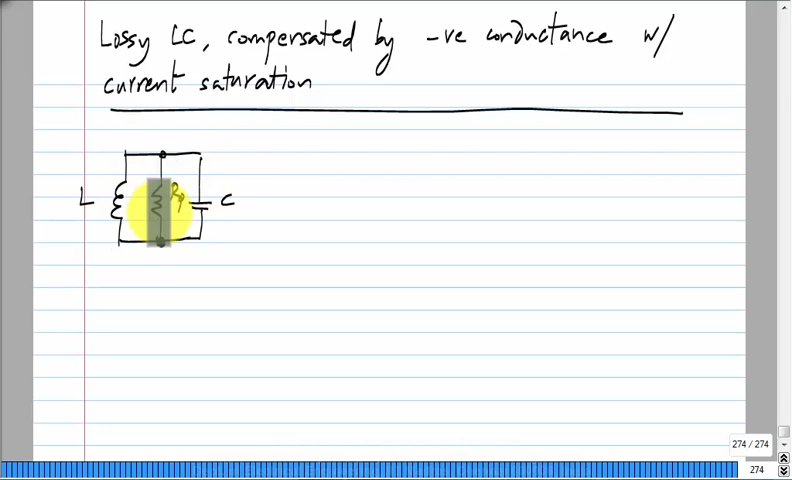 Lossy LC, compensated by -ve conductance w/
current saturation
L
Rp
C
274 / 274
274